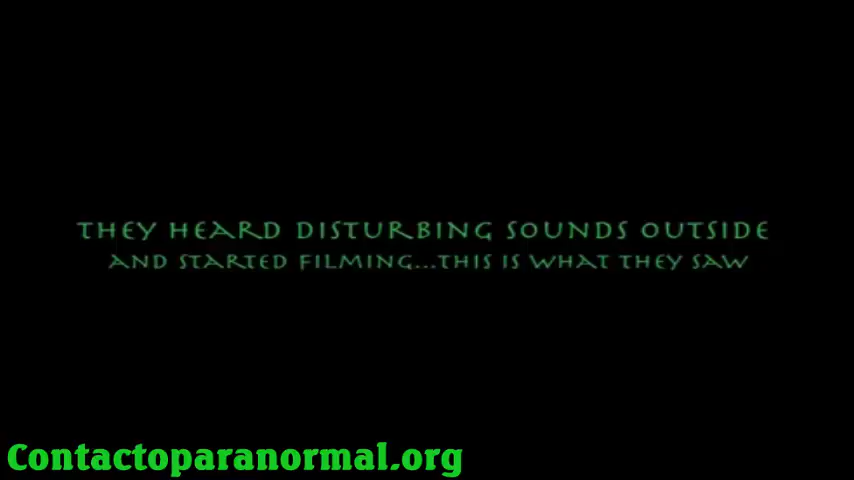 THEY HEARD DISTURBING SOUNDS OUTSIDE
AND STARTED FILMING...THIS IS WHAT THEY SAW
Contactoparanormal.org